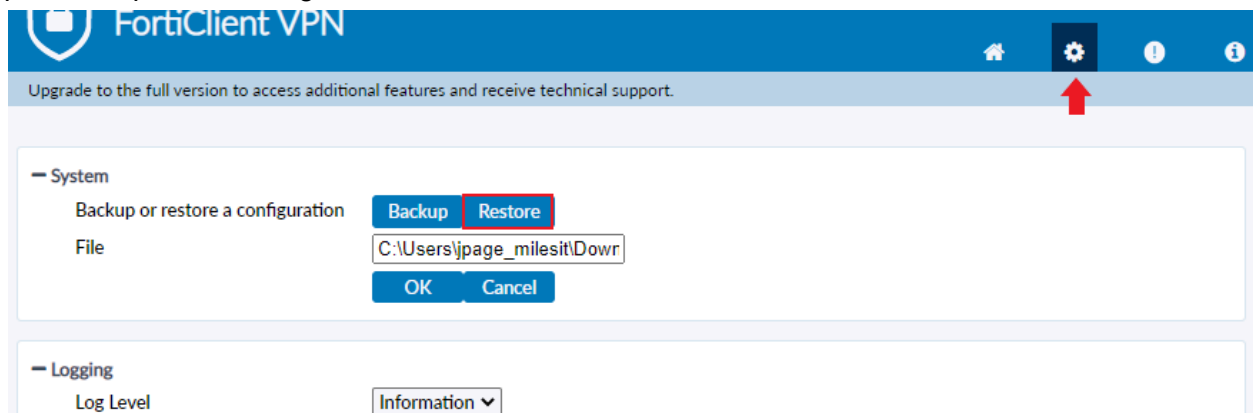 FortiClient VPN
Upgrade to the full version to access additional features and receive technical support.
System
Backup or restore a configuration Backup Restore
File C:\Users\jpage_milesit\Dowr
OK Cancel
Logging
Log Level Information